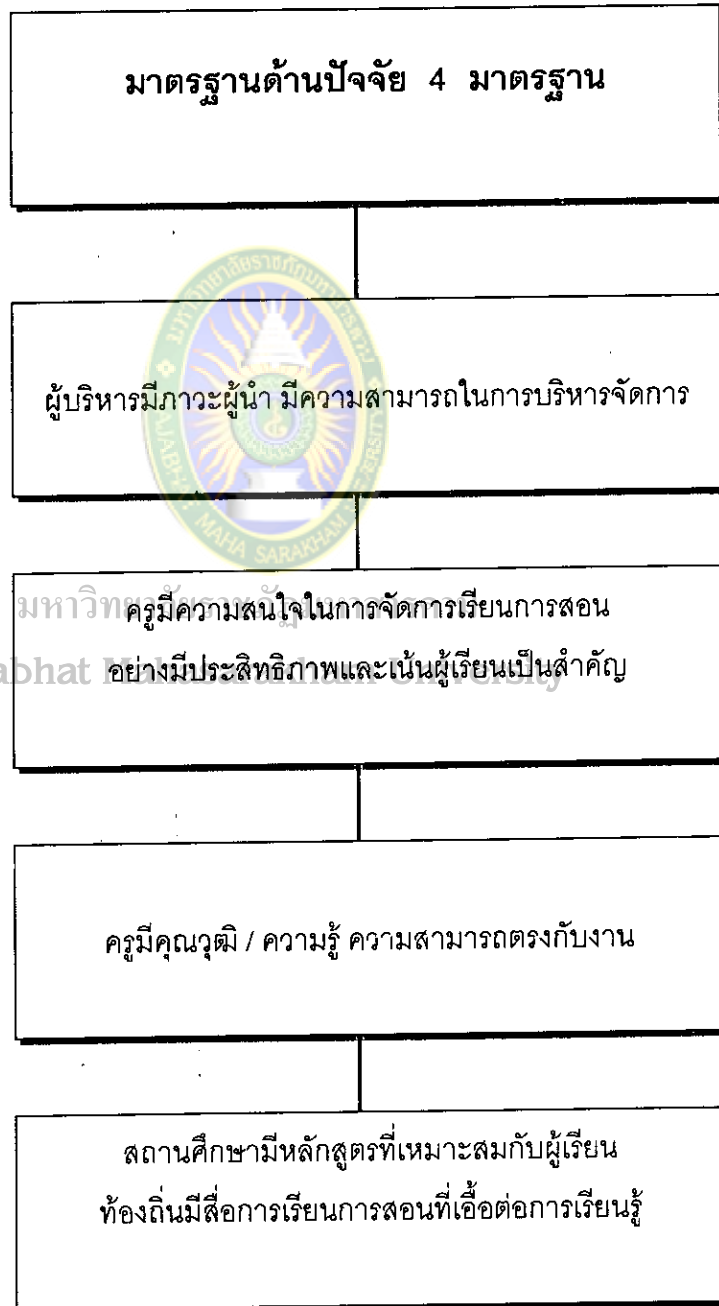 มาตรฐานด้านปัจจัย 4 มาตรฐาน
ผู้บริหารมีภาวะผู้นำ มีความสามารถในการบริหารจัดการ
ครูมีความสนใจในการจัดการเรียนการสอน
อย่างมีประสิทธิภาพและเน้นผู้เรียนเป็นสำคัญ
ครูมีคุณวุฒิ / ความรู้ ความสามารถตรงกับงาน
สถานศึกษามีหลักสูตรที่เหมาะสมกับผู้เรียน
ท้องถิ่นมีสื่อการเรียนการสอนที่เอื้อต่อการเรียนรู้